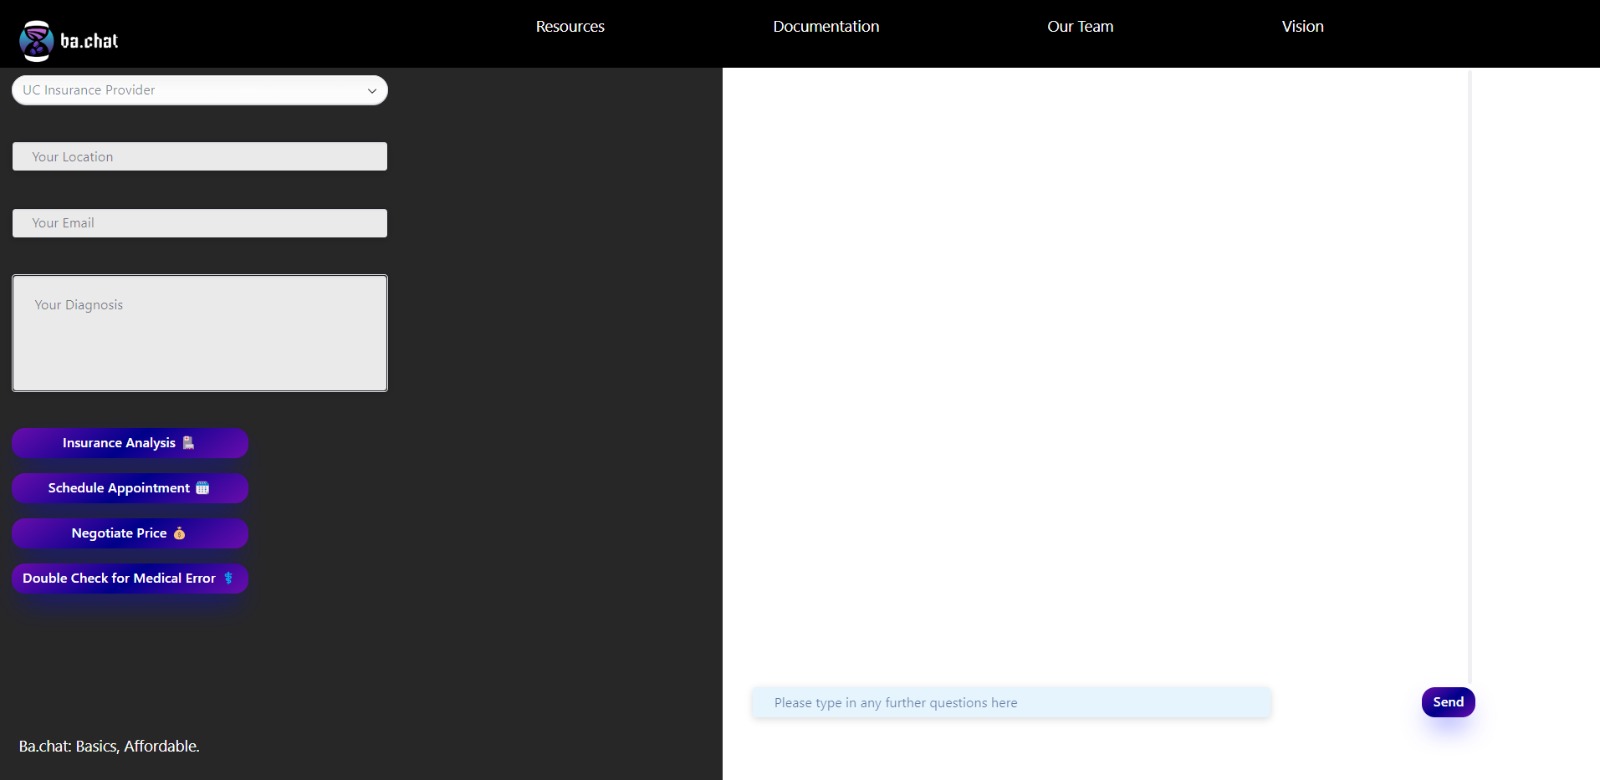 ba.chat
Resources
Documentation
Our Team
Vision
UC Insurance Provider
Your Location
Your Email
Your Diagnosis
Insurance Analysis
Schedule Appointment
Negotiate Price
Double Check for Medical Error
Please type in any further questions here
Send
Ba.chat: Basics, Affordable.